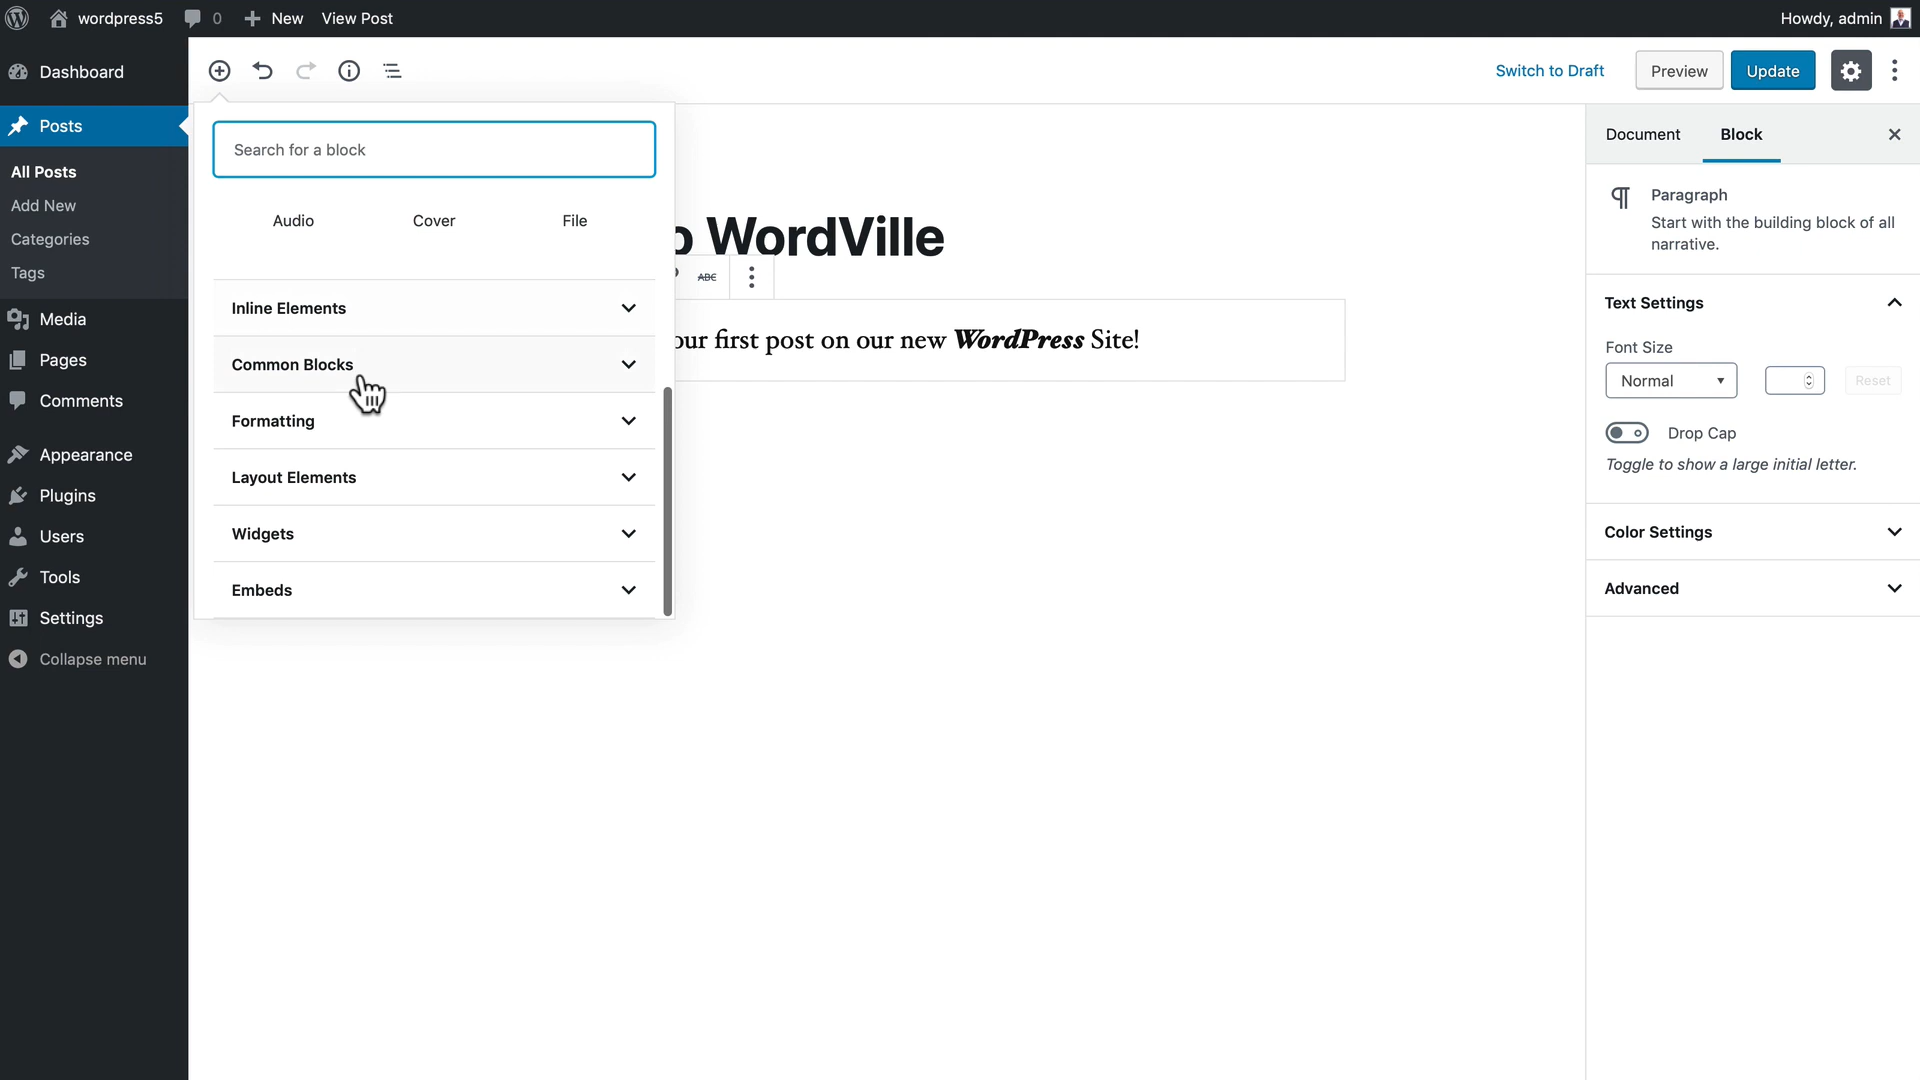 wordpress5
0
New
View Post
Howdy, admin
Dashboard
Posts
All Posts
Add New
Categories
Tags
Media
Pages
Comments
Appearance
Plugins
Users
Tools
Settings
Collapse menu
Switch to Draft
Preview
Update
Search for a block
Audio
Cover
File
Inline Elements
Common Blocks
Formatting
Layout Elements
Widgets
Embeds
WordVille
ABC
our first post on our new WordPress Site!
Document
Block
Paragraph
Start with the building block of all
narrative.
Text Settings
Font Size
Normal
Reset
Drop Cap
Toggle to show a large initial letter.
Color Settings
Advanced